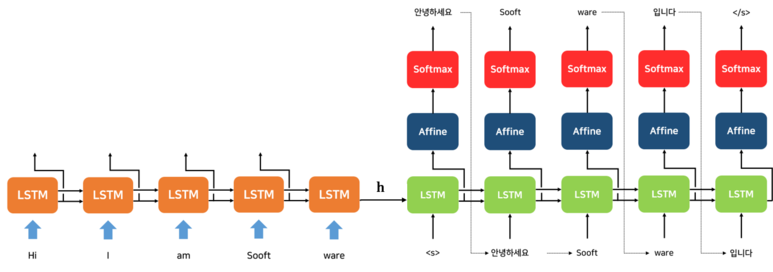 안녕하세요 Sooft ware 입니다 </s>
Softmax Softmax Softmax Softmax Softmax
Affine Affine Affine Affine Affine
h
LSTM LSTM LSTM LSTM LSTM LSTM LSTM LSTM LSTM LSTM
Hi I am Sooft ware <s> 안녕하세요 Sooft ware 입니다